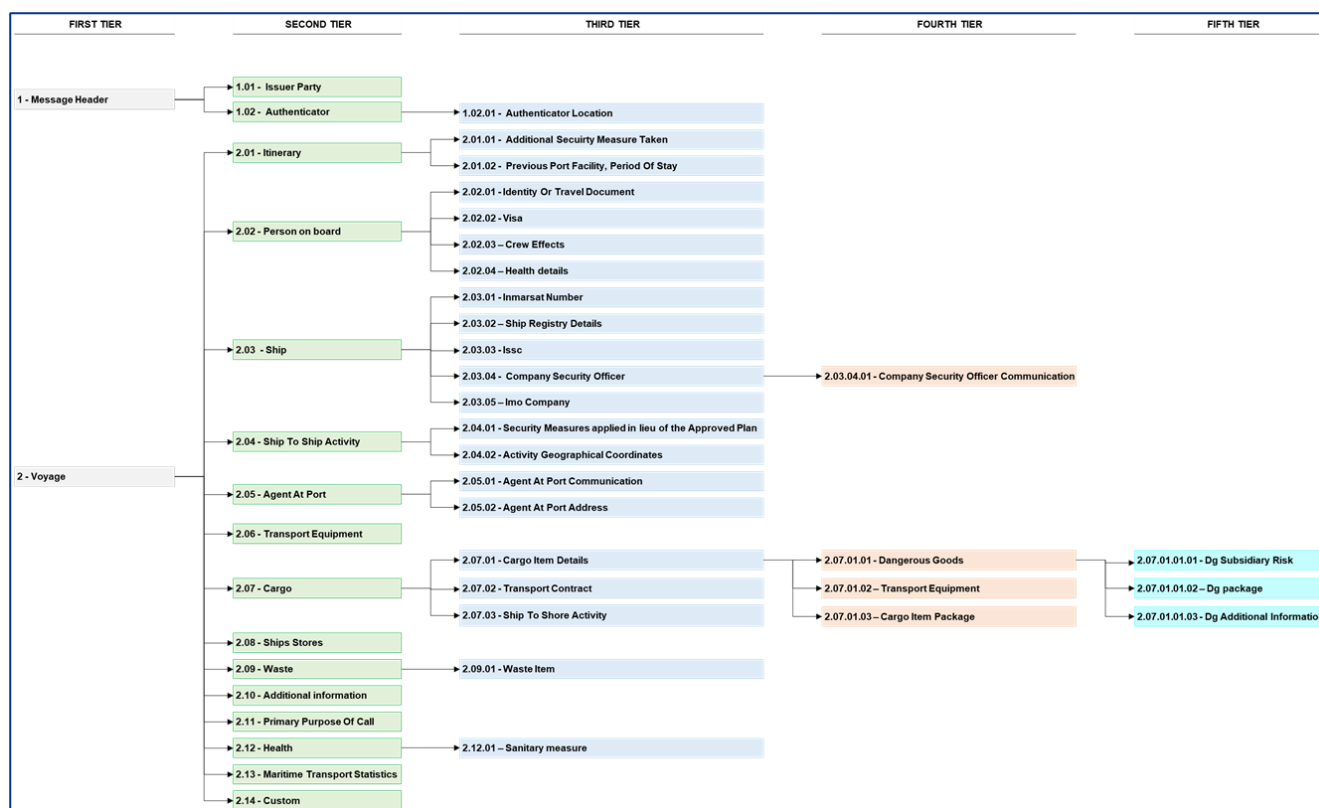 FIRST TIER
SECOND TIER
THIRD TIER
FOURTH TIER
FIFTH TIER
1 - Message Header
1.01 - Issuer Party
1.02 - Authenticator
1.02.01 - Authenticator Location
2 - Voyage
2.01 - Itinerary
2.01.01 - Additional Secuirty Measure Taken
2.01.02 - Previous Port Facility, Period Of Stay
2.02 - Person on board
2.02.01 - Identity Or Travel Document
2.02.02 - Visa
2.02.03 – Crew Effects
2.02.04 – Health details
2.03 - Ship
2.03.01 - Inmarsat Number
2.03.02 – Ship Registry Details
2.03.03 - Issc
2.03.04 - Company Security Officer
2.03.04.01 - Company Security Officer Communication
2.03.05 – Imo Company
2.04 - Ship To Ship Activity
2.04.01 - Security Measures applied in lieu of the Approved Plan
2.04.02 - Activity Geographical Coordinates
2.05 - Agent At Port
2.05.01 - Agent At Port Communication
2.05.02 - Agent At Port Address
2.06 - Transport Equipment
2.07 - Cargo
2.07.01 - Cargo Item Details
2.07.01.01 - Dangerous Goods
2.07.01.01.01 - Dg Subsidiary Risk
2.07.01.01.02 – Dg package
2.07.01.01.03 - Dg Additional Informatio
2.07.01.02 – Transport Equipment
2.07.01.03 – Cargo Item Package
2.07.02 - Transport Contract
2.07.03 - Ship To Shore Activity
2.08 - Ships Stores
2.09 - Waste
2.09.01 - Waste Item
2.10 - Additional information
2.11 - Primary Purpose Of Call
2.12 - Health
2.12.01 – Sanitary measure
2.13 - Maritime Transport Statistics
2.14 - Custom